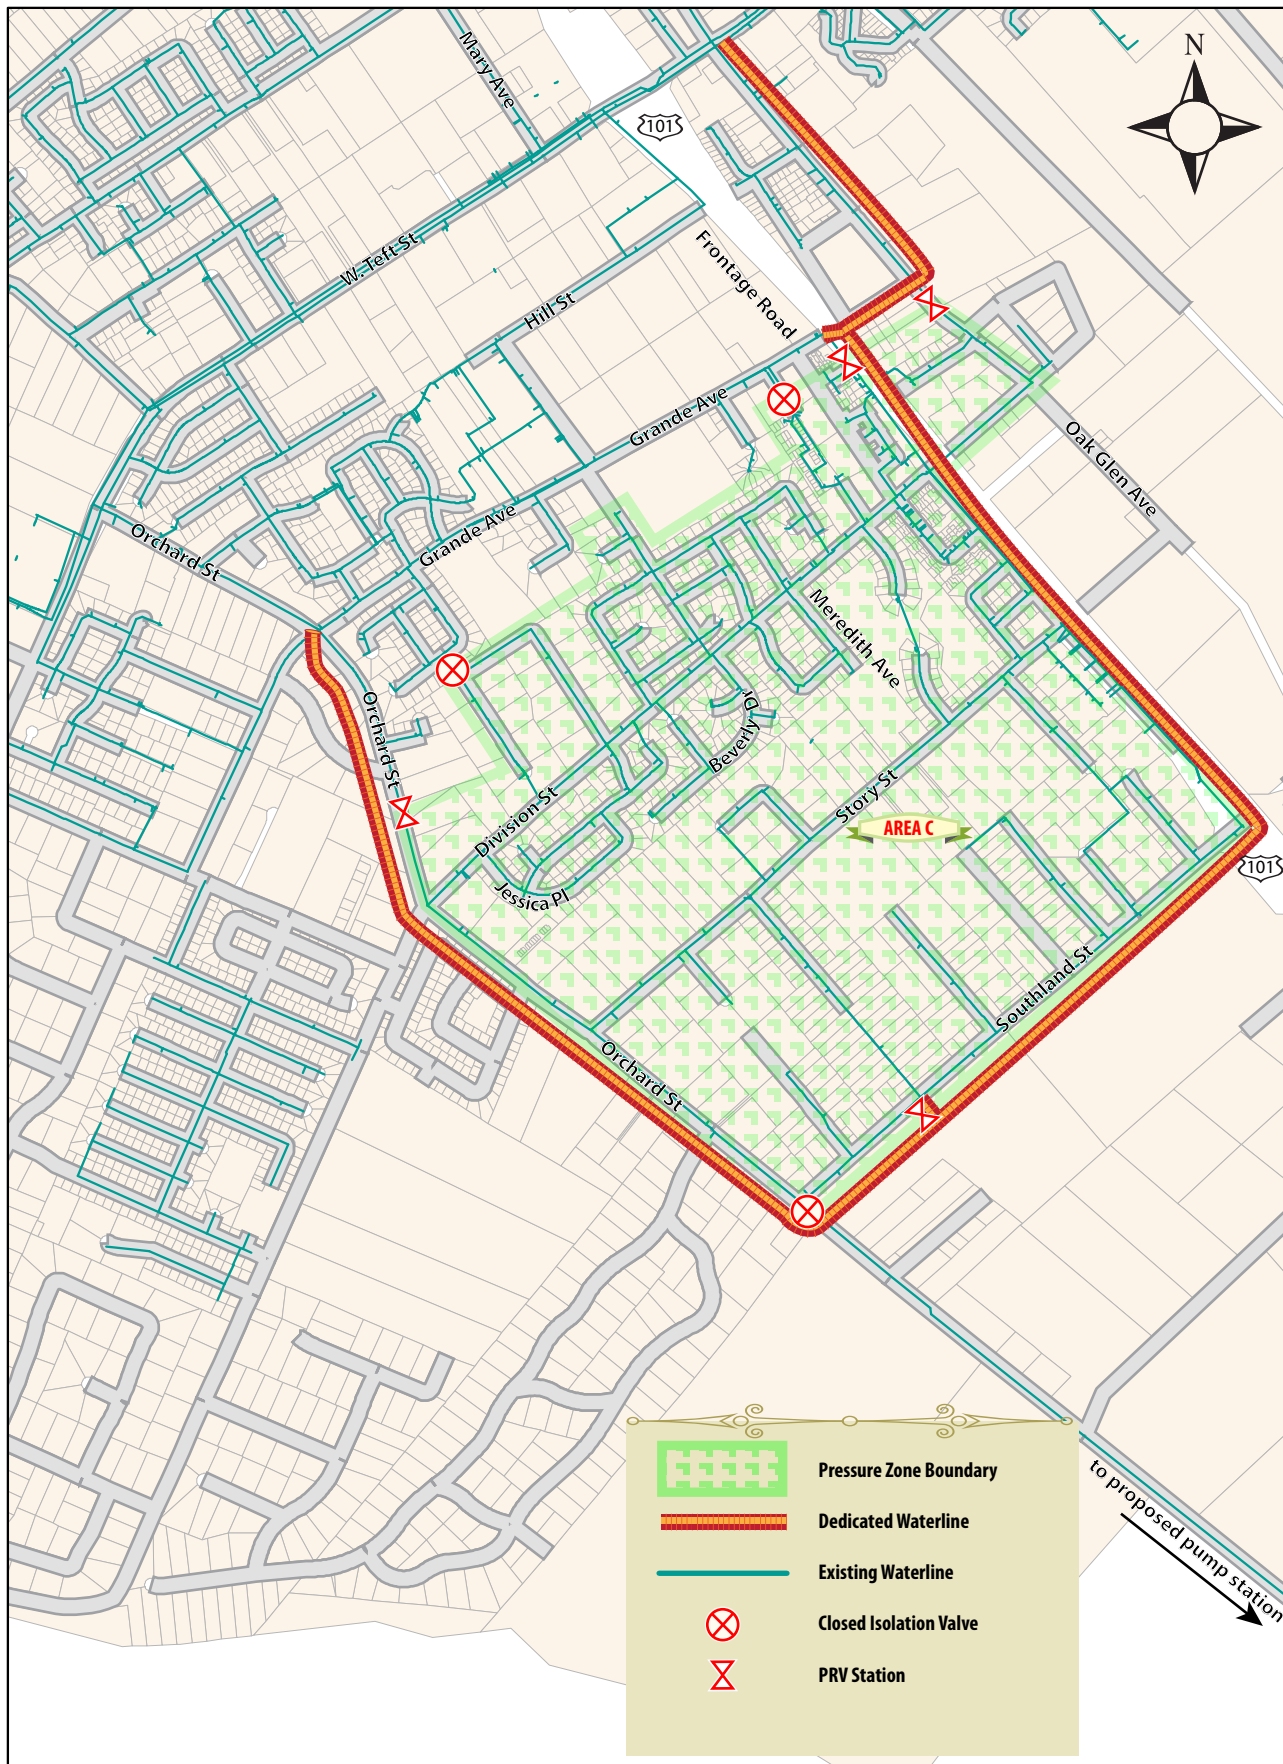 Mary Ave
N
101
W. Teft St
Frontage Road
Hill St
Grande Ave
Oak Glen Ave
Grande Ave
Orchard St
Meredith Ave
Orchard St
Beverly Dr
Story St
Division St
AREA C
101
Jessica Pl
Southland St
Orchard St
to proposed pump station
Pressure Zone Boundary
Dedicated Waterline
Existing Waterline
Closed Isolation Valve
PRV Station